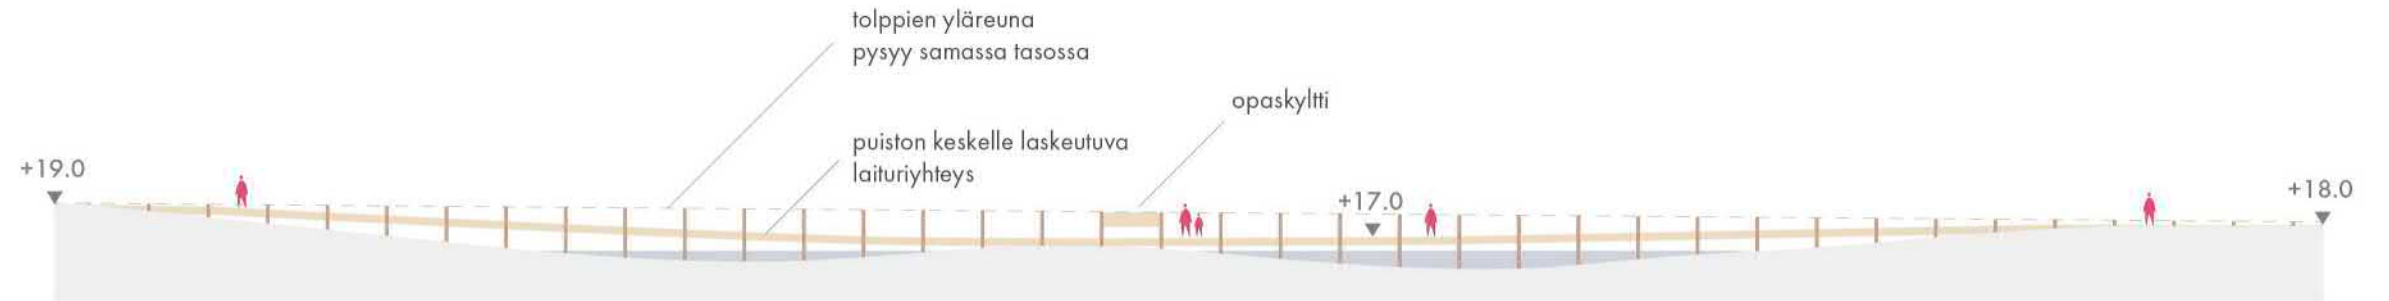 tolppien yläreuna
pysyy samassa tasossa
opaskyltti
puiston keskelle laskeutuva
laituriyhteys
+19.0
+17.0
+18.0